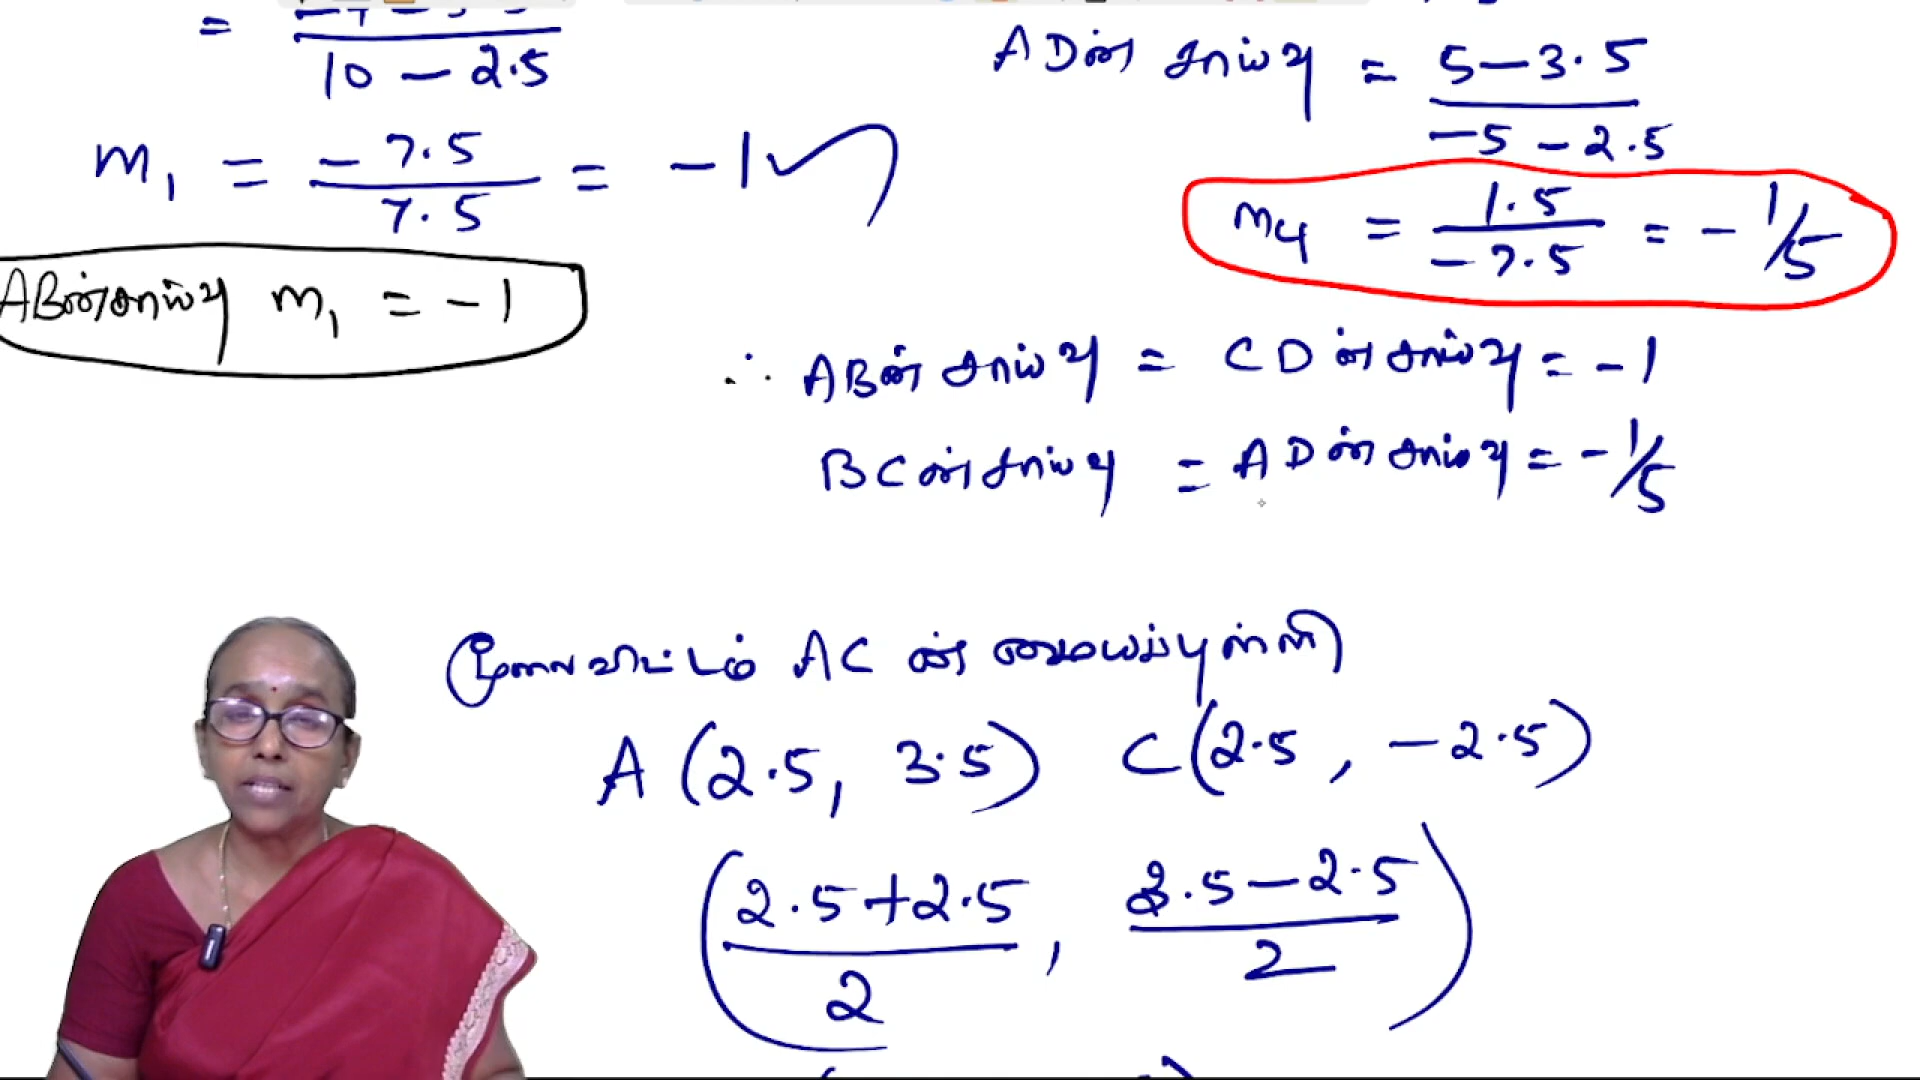 = / 10 - 2.5
m₁ = -7.5 / 7.5 = -1
ABன் சாய்வு m₁ = -1
ADன் சாய்வு = 5 - 3.5 / -5 - 2.5
m₄ = 1.5 / -7.5 = -1/5
∴ ABன் சாய்வு = CDன் சாய்வு = -1
BCன் சாய்வு = ADன் சாய்வு = -1/5
மூலைவிட்டம் AC ன் மையப்புள்ளி
A (2.5, 3.5) C (2.5, -2.5)
(2.5+2.5 / 2, 3.5-2.5 / 2)